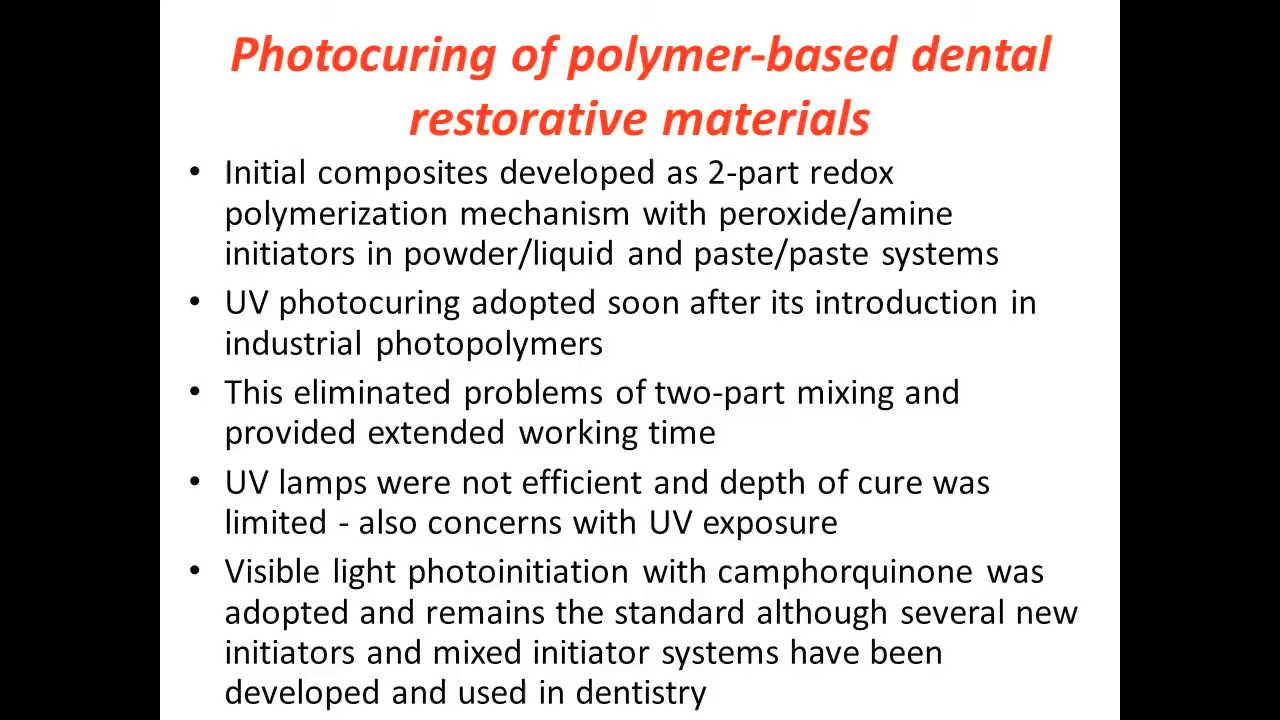 Photocuring of polymer-based dental
restorative materials
• Initial composites developed as 2-part redox
polymerization mechanism with peroxide/amine
initiators in powder/liquid and paste/paste systems
• UV photocuring adopted soon after its introduction in
industrial photopolymers
• This eliminated problems of two-part mixing and
provided extended working time
• UV lamps were not efficient and depth of cure was
limited - also concerns with UV exposure
• Visible light photoinitiation with camphorquinone was
adopted and remains the standard although several new
initiators and mixed initiator systems have been
developed and used in dentistry